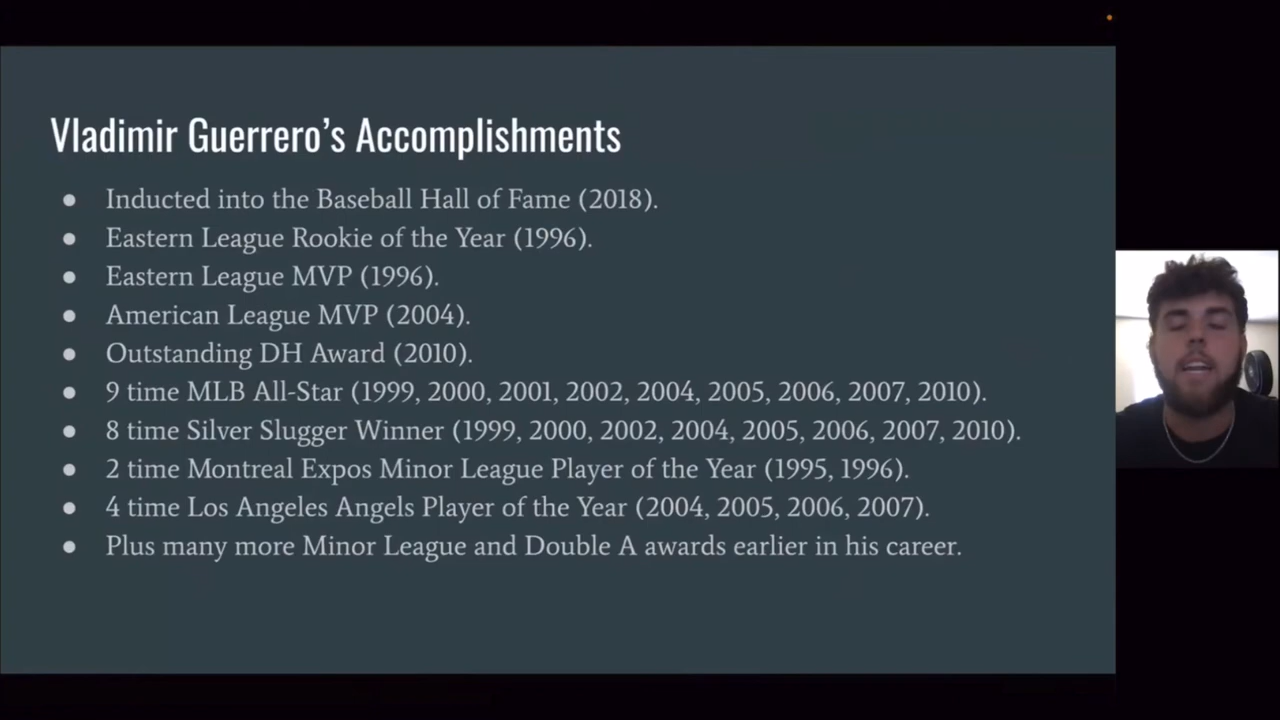 Vladimir Guerrero’s Accomplishments
● Inducted into the Baseball Hall of Fame (2018).
● Eastern League Rookie of the Year (1996).
● Eastern League MVP (1996).
● American League MVP (2004).
● Outstanding DH Award (2010).
● 9 time MLB All-Star (1999, 2000, 2001, 2002, 2004, 2005, 2006, 2007, 2010).
● 8 time Silver Slugger Winner (1999, 2000, 2002, 2004, 2005, 2006, 2007, 2010).
● 2 time Montreal Expos Minor League Player of the Year (1995, 1996).
● 4 time Los Angeles Angels Player of the Year (2004, 2005, 2006, 2007).
● Plus many more Minor League and Double A awards earlier in his career.